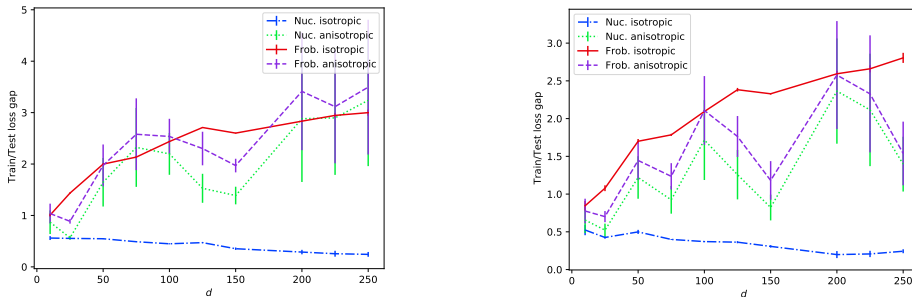 5
4
3
2
1
0
Train/Test loss gap
0 50 100 150 200 250
d
Nuc. isotropic
Nuc. anisotropic
Frob. isotropic
Frob. anisotropic
3.5
3.0
2.5
2.0
1.5
1.0
0.5
0.0
Train/Test loss gap
0 50 100 150 200 250
d
Nuc. isotropic
Nuc. anisotropic
Frob. isotropic
Frob. anisotropic